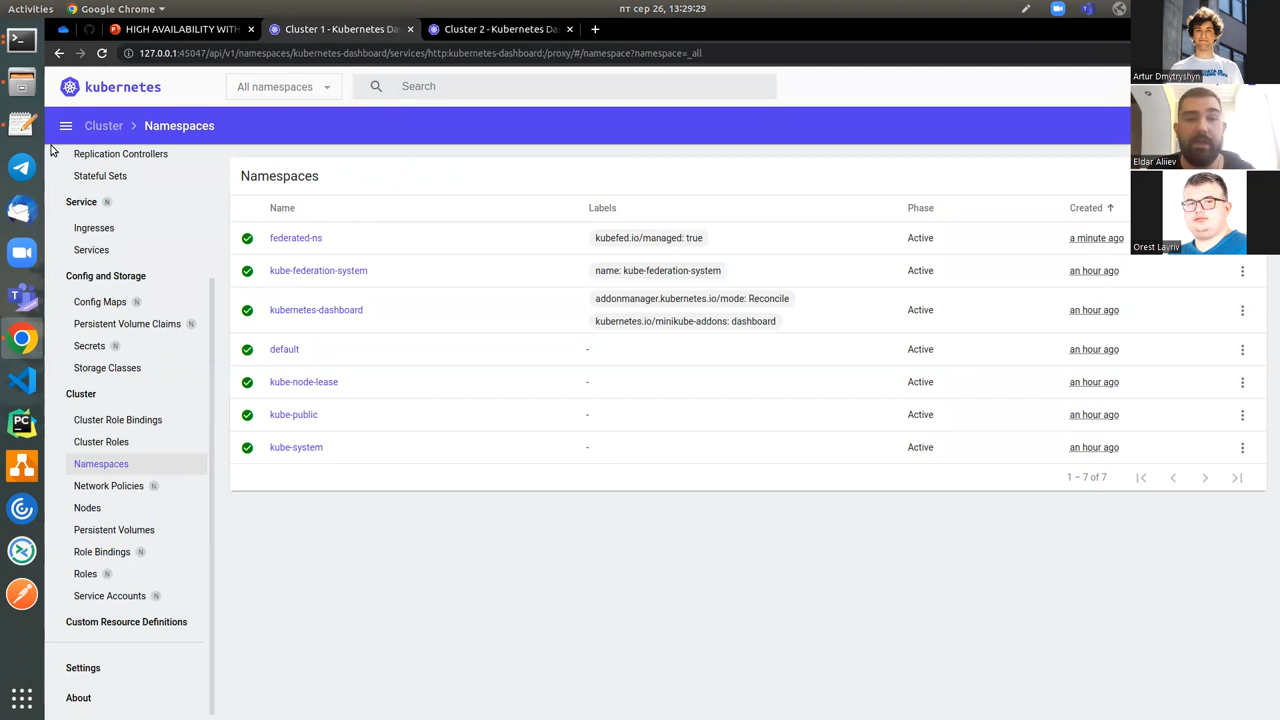 Activities
Google Chrome
пт сер 26, 13:29:29
HIGH AVAILABILITY WITH
Cluster 1 - Kubernetes Da
Cluster 2 - Kubernetes Da
127.0.0.1:45047/api/v1/namespaces/kubernetes-dashboard/services/http:kubernetes-dashboard:/proxy/#/namespace?namespace=_all
kubernetes
All namespaces
Search
Cluster
Namespaces
Replication Controllers
Stateful Sets
Service N
Ingresses
Services
Config and Storage
Config Maps N
Persistent Volume Claims N
Secrets N
Storage Classes
Cluster
Cluster Role Bindings
Cluster Roles
Namespaces
Network Policies N
Nodes
Persistent Volumes
Role Bindings N
Roles N
Service Accounts N
Custom Resource Definitions
Settings
About
Namespaces
Name Labels Phase Created
federated-ns kubefed.io/managed: true Active a minute ago
kube-federation-system name: kube-federation-system Active an hour ago
kubernetes-dashboard addonmanager.kubernetes.io/mode: Reconcile Active an hour ago
kubernetes.io/minikube-addons: dashboard
default - Active an hour ago
kube-node-lease - Active an hour ago
kube-public - Active an hour ago
kube-system - Active an hour ago
1 – 7 of 7
Artur Dmytryshyn
Eldar Aliiev
Orest Lavriv
PC